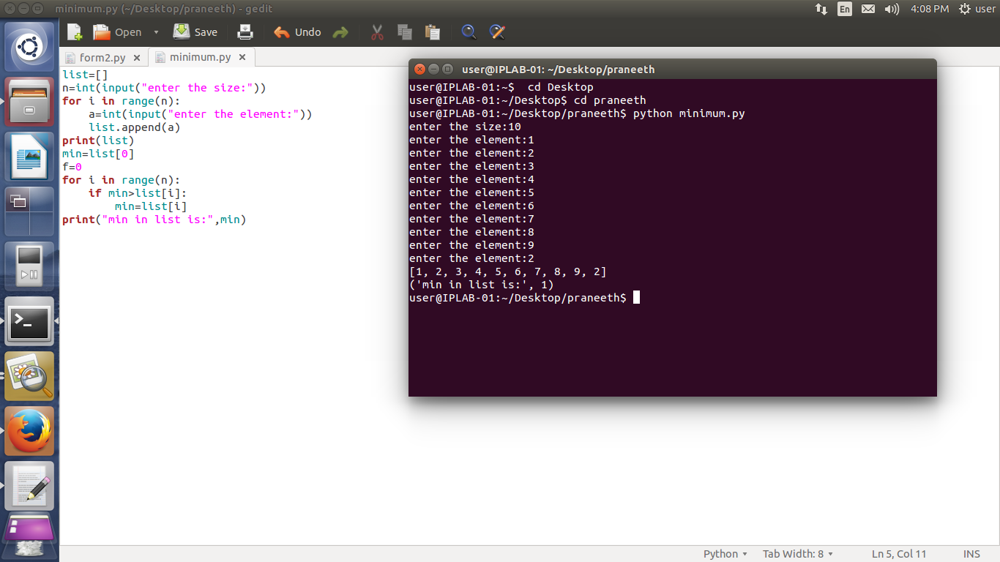 minimum.py (~/Desktop/praneeth) - gedit
En
4:08 PM
user
Open
Save
Undo
form2.py
minimum.py
list=[]
n=int(input("enter the size:"))
for i in range(n):
    a=int(input("enter the element:"))
    list.append(a)
print(list)
min=list[0]
f=0
for i in range(n):
    if min>list[i]:
        min=list[i]
print("min in list is:",min)
user@IPLAB-01: ~/Desktop/praneeth
user@IPLAB-01:~$  cd Desktop
user@IPLAB-01:~/Desktop$ cd praneeth
user@IPLAB-01:~/Desktop/praneeth$ python minimum.py
enter the size:10
enter the element:1
enter the element:2
enter the element:3
enter the element:4
enter the element:5
enter the element:6
enter the element:7
enter the element:8
enter the element:9
enter the element:2
[1, 2, 3, 4, 5, 6, 7, 8, 9, 2]
('min in list is:', 1)
user@IPLAB-01:~/Desktop/praneeth$
Python
Tab Width: 8
Ln 5, Col 11
INS